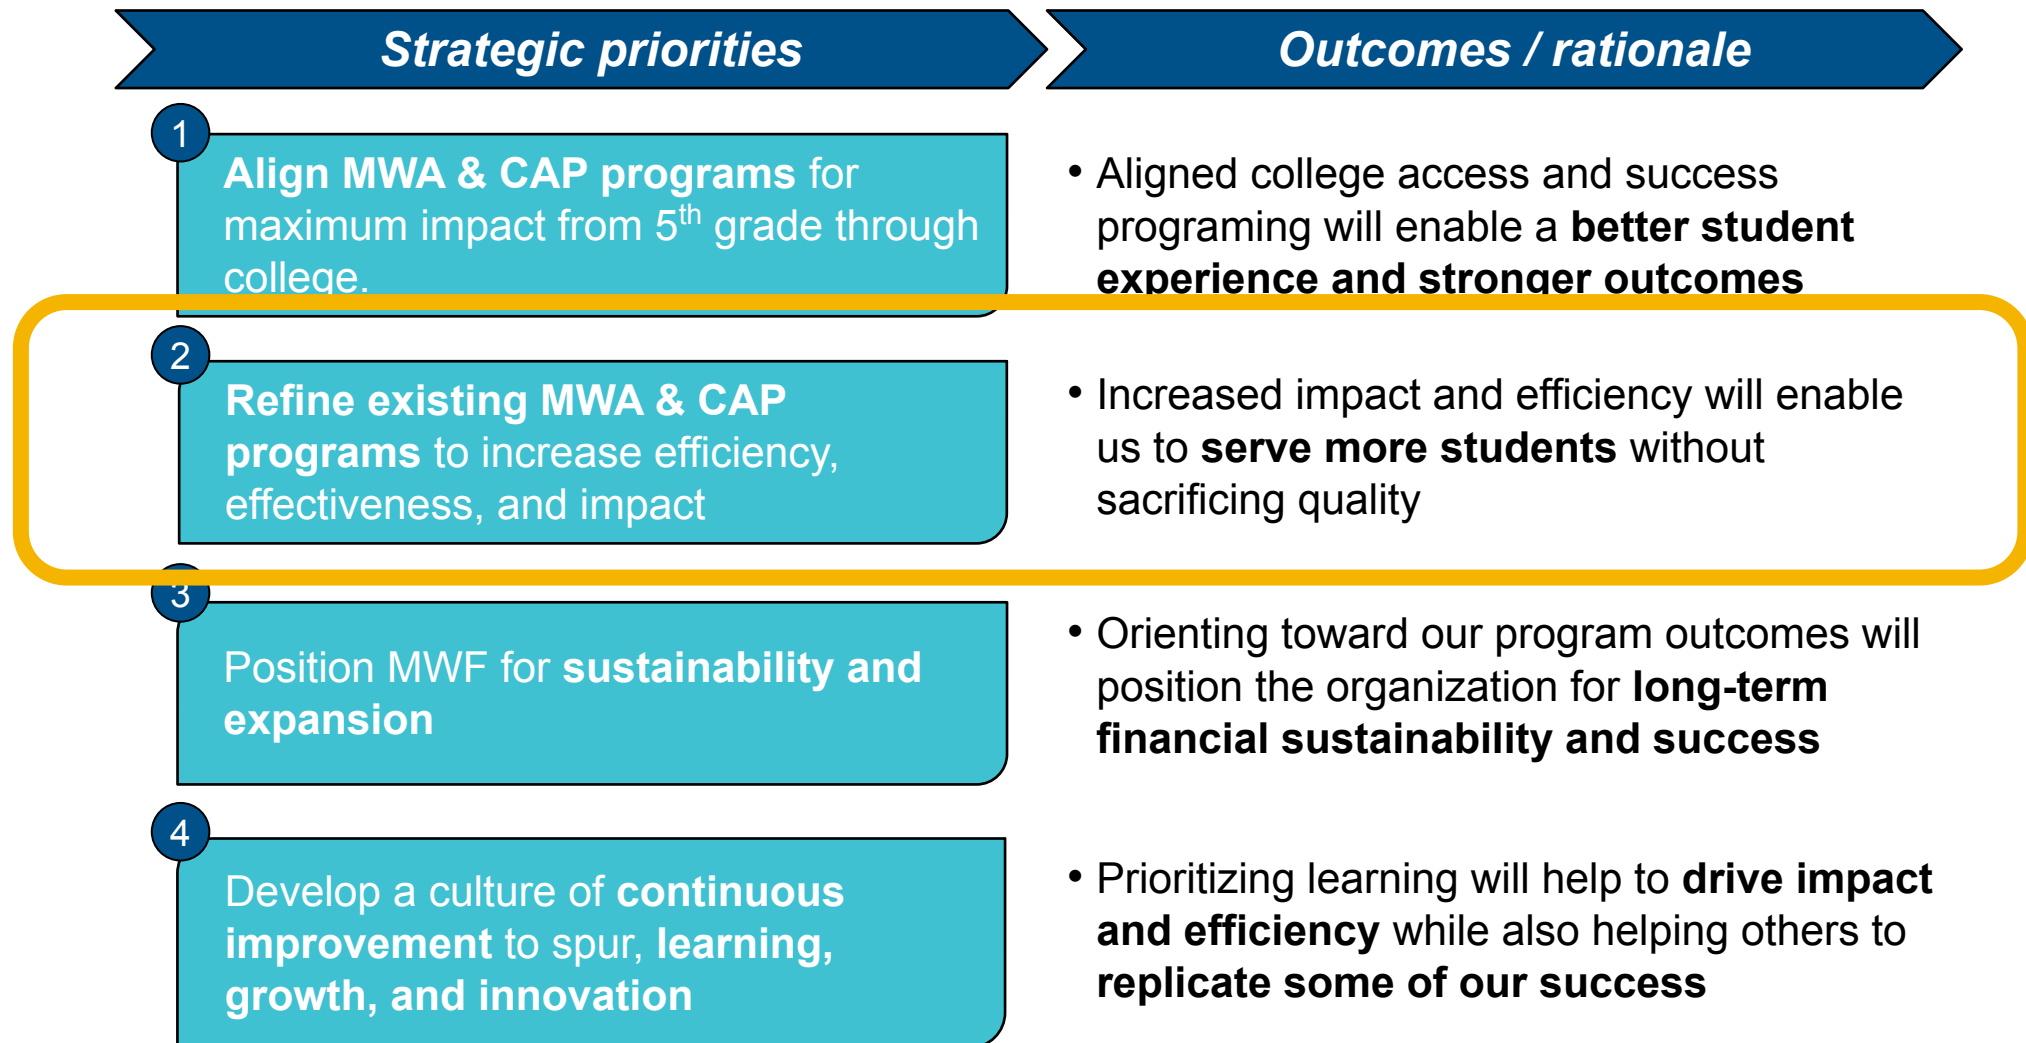 Strategic priorities
Outcomes / rationale
1
Align MWA & CAP programs for
maximum impact from 5th grade through
college.
• Aligned college access and success
programing will enable a better student
experience and stronger outcomes
2
Refine existing MWA & CAP
programs to increase efficiency,
effectiveness, and impact
• Increased impact and efficiency will enable
us to serve more students without
sacrificing quality
3
Position MWF for sustainability and
expansion
• Orienting toward our program outcomes will
position the organization for long-term
financial sustainability and success
4
Develop a culture of continuous
improvement to spur, learning,
growth, and innovation
• Prioritizing learning will help to drive impact
and efficiency while also helping others to
replicate some of our success